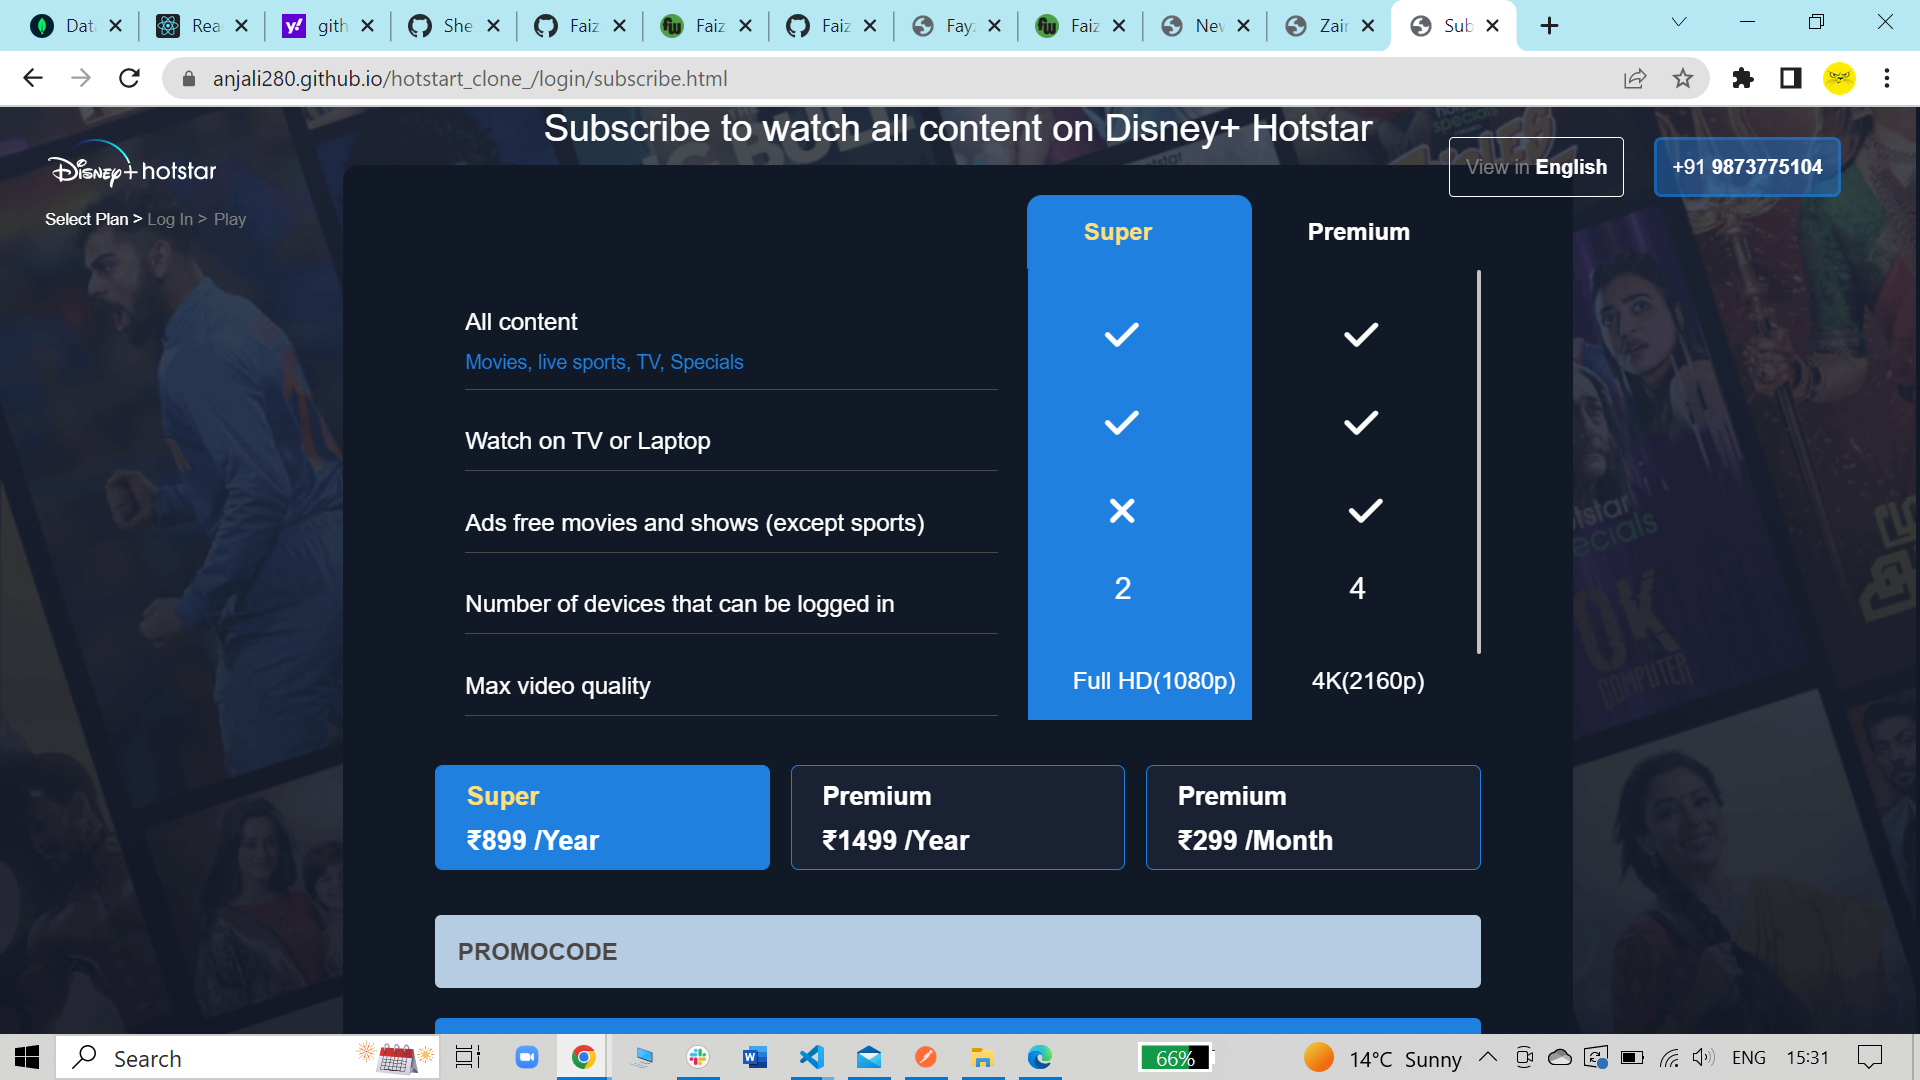 Dat
Rea
gith
She
Faiz
Faiz
Faiz
Fay
Faiz
Nev
Zair
Sub
anjali280.github.io/hotstart_clone_/login/subscribe.html
Subscribe to watch all content on Disney+ Hotstar
Disney+ hotstar
View in English
+91 9873775104
Select Plan > Log In > Play
Super
Premium
All content
Movies, live sports, TV, Specials
Watch on TV or Laptop
Ads free movies and shows (except sports)
Number of devices that can be logged in
2
4
Max video quality
Full HD(1080p)
4K(2160p)
Super
₹899 /Year
Premium
₹1499 /Year
Premium
₹299 /Month
PROMOCODE
Search
66%
14°C Sunny
ENG
15:31